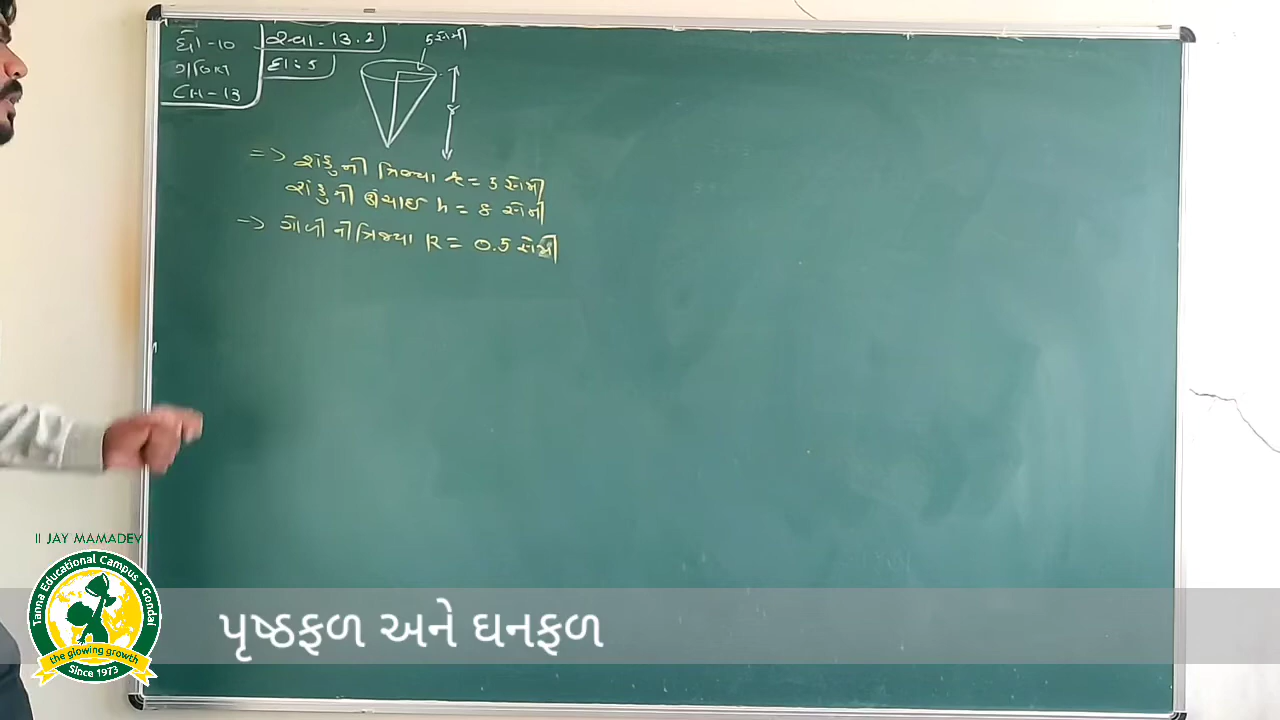 ધો-10
ગણિત
CH-13
સ્વા. 13.2
દા: 5
5 સેમી
8
=> શંકુ ની ત્રિજ્યા r = 5 સેમી
શંકુ ની ઊંચાઈ h = 8 સેમી
-> ગોળી ની ત્રિજ્યા R = 0.5 સેમી
II JAY MAMADEV
Tanna Educational Campus - Gondal
the glowing growth
Since 1973
પૃષ્ઠફળ અને ઘનફળ